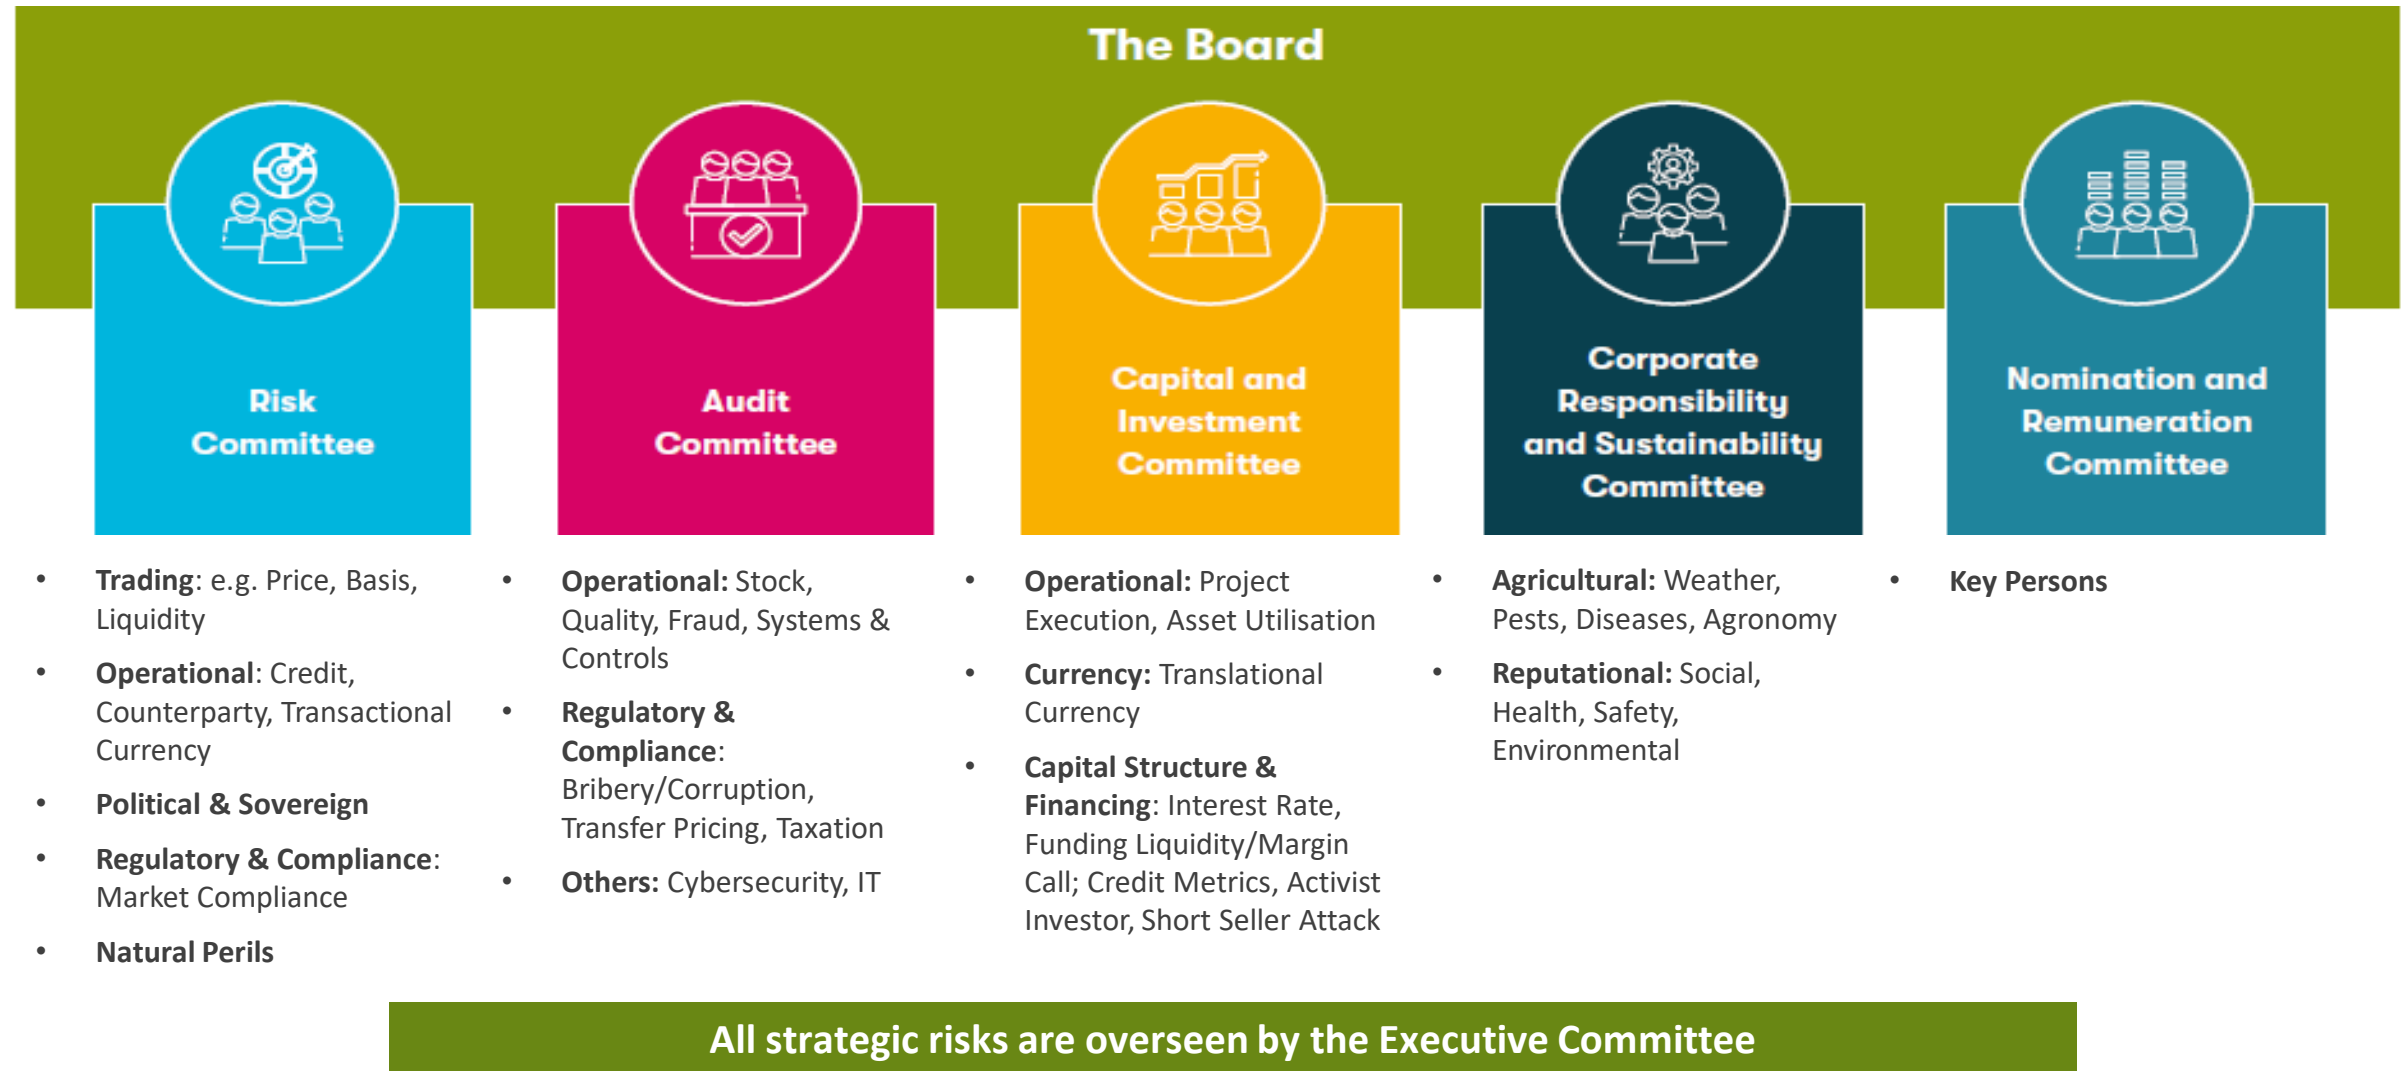 The Board
Risk
Committee
Audit
Committee
Capital and
Investment
Committee
Corporate
Responsibility
and Sustainability
Committee
Nomination and
Remuneration
Committee
• Trading: e.g. Price, Basis,
Liquidity
• Operational: Credit,
Counterparty, Transactional
Currency
• Political & Sovereign
• Regulatory & Compliance:
Market Compliance
• Natural Perils
• Operational: Stock,
Quality, Fraud, Systems &
Controls
• Regulatory &
Compliance:
Bribery/Corruption,
Transfer Pricing, Taxation
• Others: Cybersecurity, IT
• Operational: Project
Execution, Asset Utilisation
• Currency: Translational
Currency
• Capital Structure &
Financing: Interest Rate,
Funding Liquidity/Margin
Call; Credit Metrics, Activist
Investor, Short Seller Attack
• Agricultural: Weather,
Pests, Diseases, Agronomy
• Reputational: Social,
Health, Safety,
Environmental
• Key Persons
All strategic risks are overseen by the Executive Committee